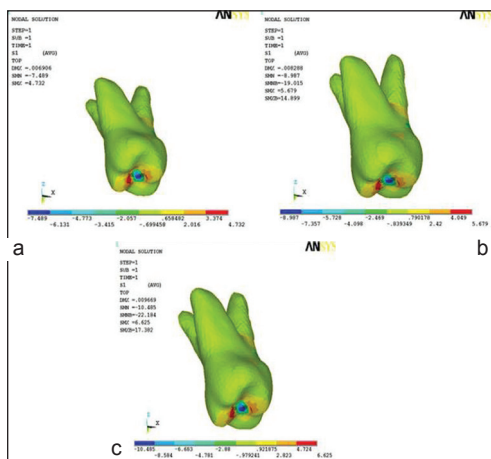 ANSYS
NODAL SOLUTION
STEP=1
SUB =1
TIME=1
S1 (AVG)
TOP
DMX =.006906
SMN =-7.489
SMX =4.732
Z
X
-7.489 -4.773 -2.057 .658482 3.374
-6.131 -3.415 -.699458 2.016 4.732
a
ANSYS
NODAL SOLUTION
STEP=1
SUB =1
TIME=1
S1 (AVG)
TOP
DMX =.008288
SMN =-8.987
SMNB=-19.015
SMX =5.679
SMXB=14.899
Z
X
-8.987 -5.728 -2.469 .790178 4.049
-7.357 -4.098 -.839349 2.42 5.679
b
ANSYS
NODAL SOLUTION
STEP=1
SUB =1
TIME=1
S1 (AVG)
TOP
DMX =.009669
SMN =-10.485
SMNB=-22.184
SMX =6.625
SMXB=17.382
Z
X
-10.485 -6.683 -2.88 .921875 4.724
-8.584 -4.781 -.979241 2.823 6.625
c